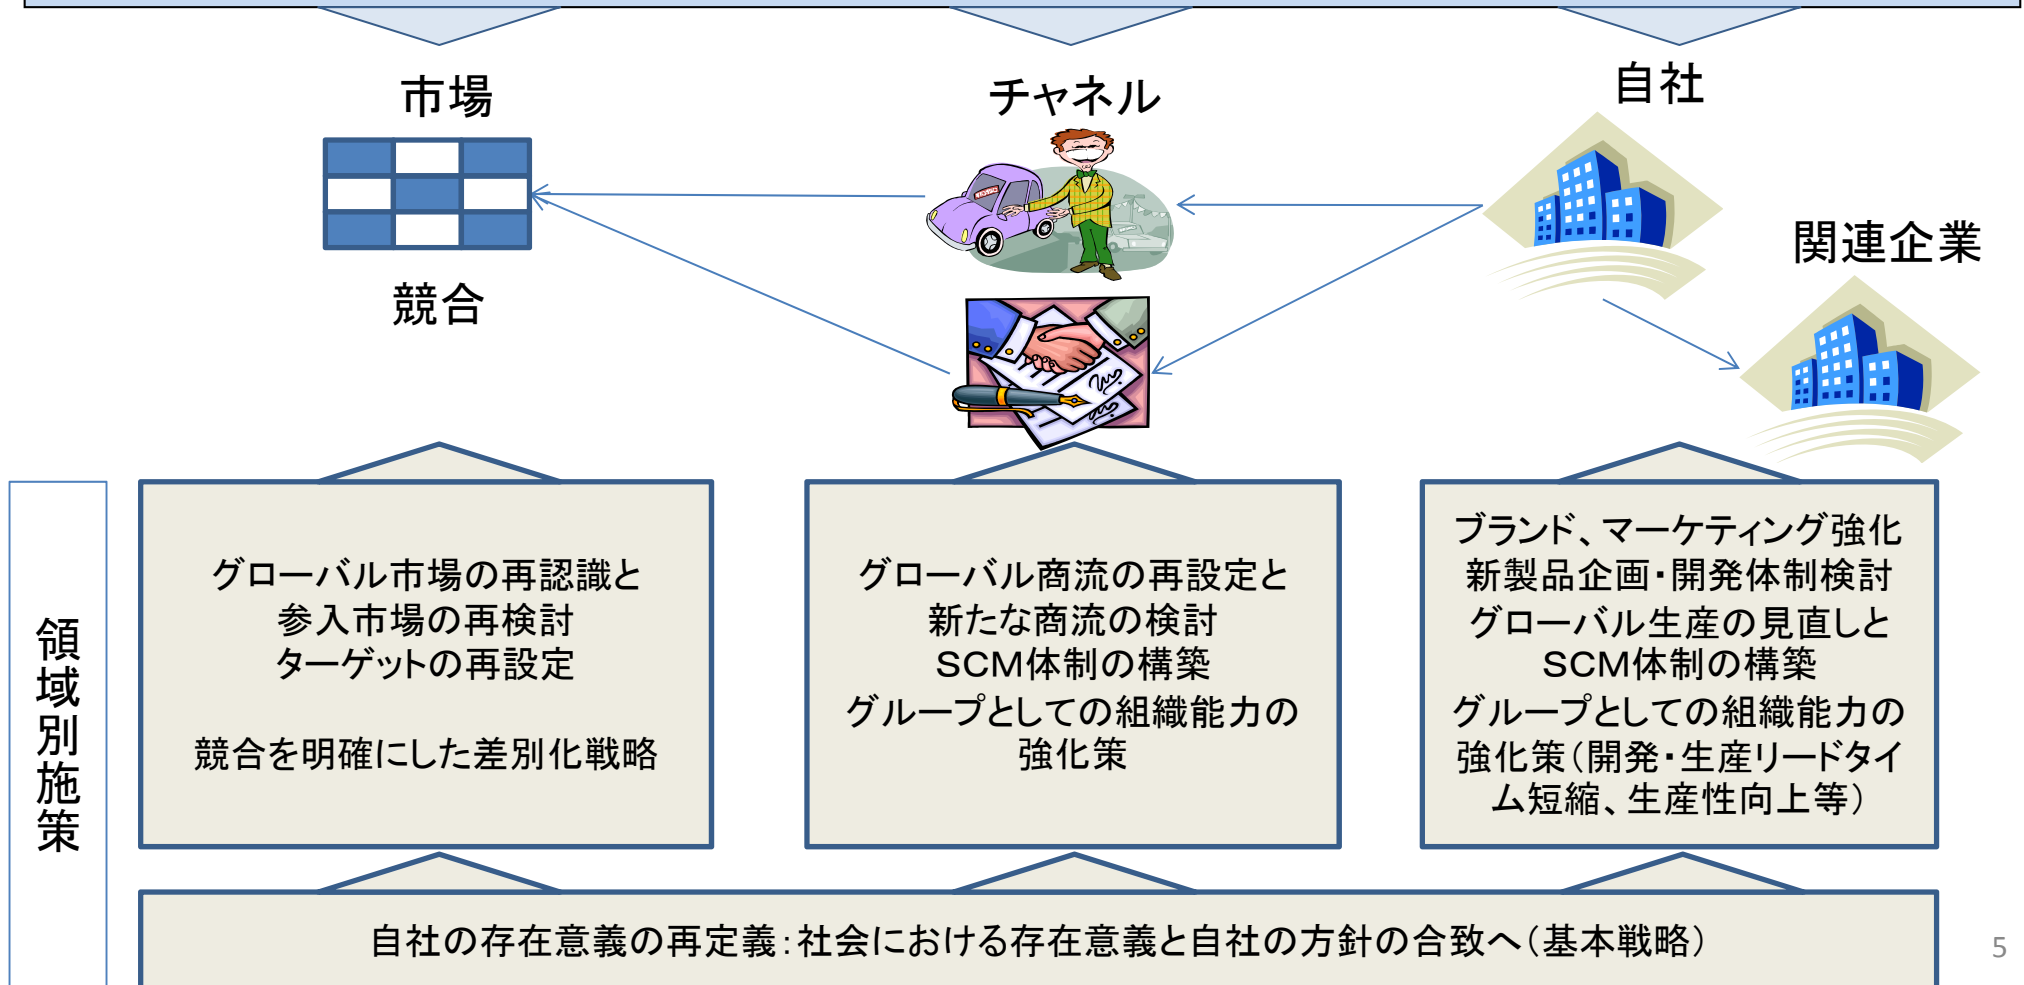 市場
チャネル
自社
関連企業
競合
領域別施策
グローバル市場の再認識と
参入市場の再検討
ターゲットの再設定
競合を明確にした差別化戦略
グローバル商流の再設定と
新たな商流の検討
SCM体制の構築
グループとしての組織能力の
強化策
ブランド、マーケティング強化
新製品企画・開発体制検討
グローバル生産の見直しと
SCM体制の構築
グループとしての組織能力の
強化策（開発・生産リードタイ
ム短縮、生産性向上等）
自社の存在意義の再定義：社会における存在意義と自社の方針の合致へ（基本戦略）
5